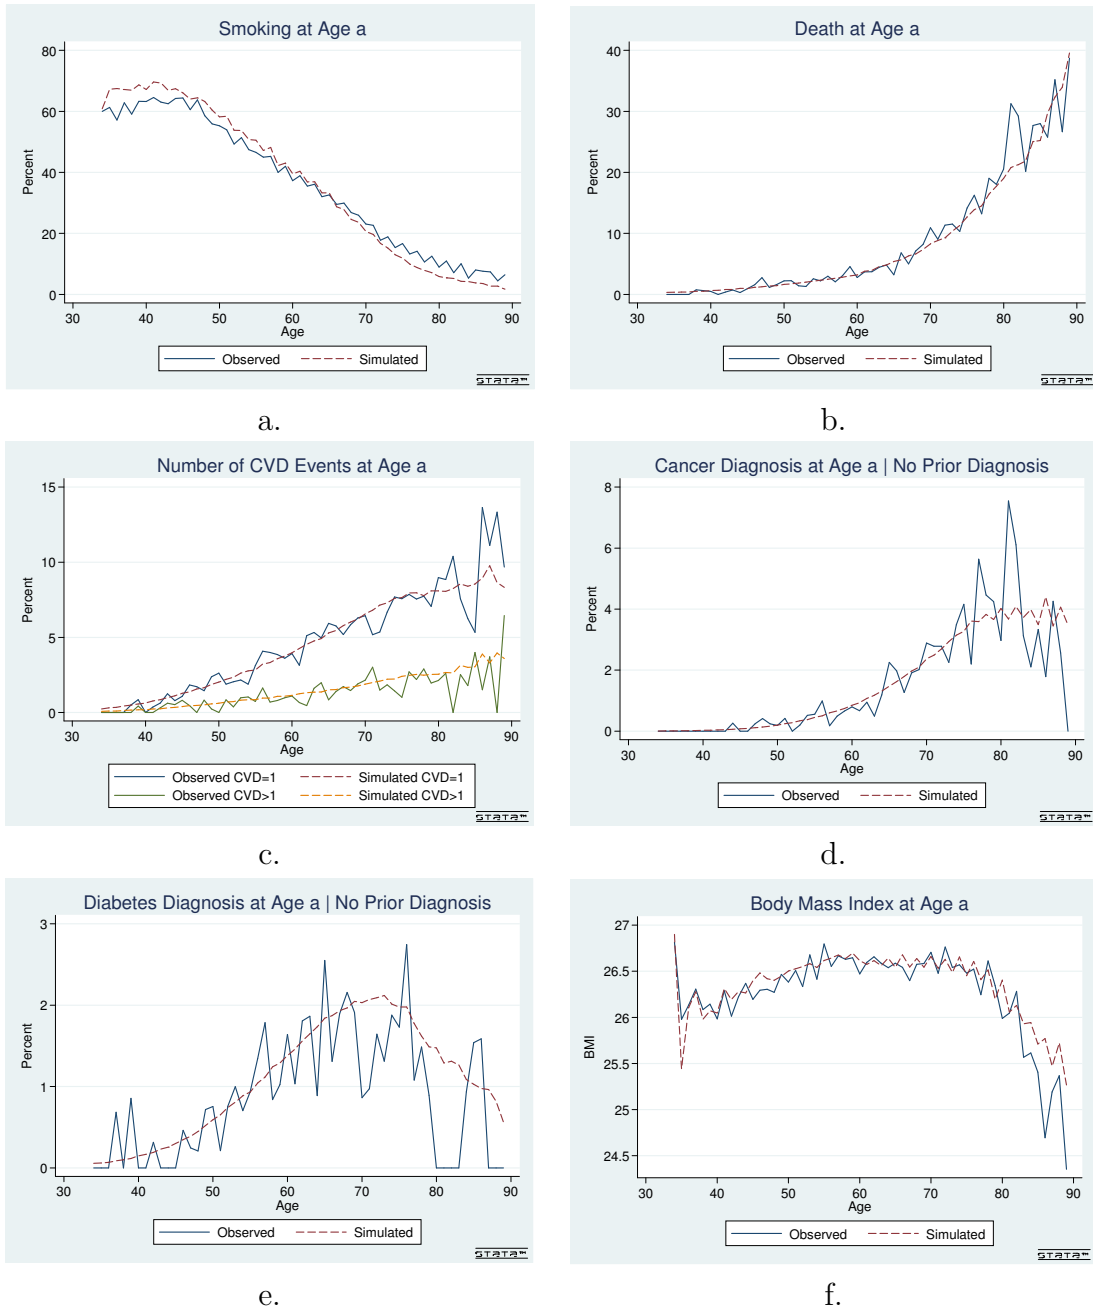 Smoking at Age a
80
60
40
20
0
Percent
30 40 50 60 70 80 90
Age
Observed Simulated
STATA™
a.
Death at Age a
40
30
20
10
0
Percent
30 40 50 60 70 80 90
Age
Observed Simulated
STATA™
b.
Number of CVD Events at Age a
15
10
5
0
Percent
30 40 50 60 70 80 90
Age
Observed CVD=1 Simulated CVD=1
Observed CVD>1 Simulated CVD>1
STATA™
c.
Cancer Diagnosis at Age a | No Prior Diagnosis
8
6
4
2
0
Percent
30 40 50 60 70 80 90
Age
Observed Simulated
STATA™
d.
Diabetes Diagnosis at Age a | No Prior Diagnosis
3
2
1
0
Percent
30 40 50 60 70 80 90
Age
Observed Simulated
STATA™
e.
Body Mass Index at Age a
27
26.5
26
25.5
25
24.5
BMI
30 40 50 60 70 80 90
Age
Observed Simulated
STATA™
f.